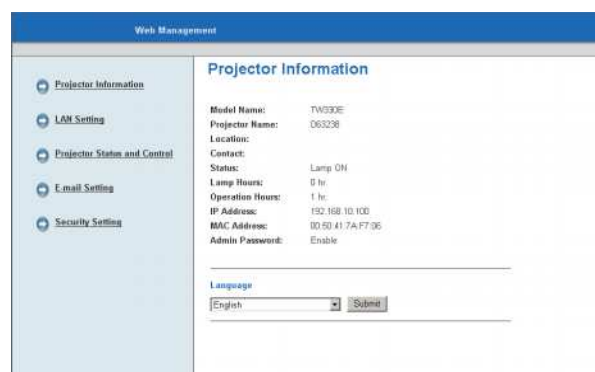 Web Management
Projector Information
LAN Setting
Projector Status and Control
E.mail Setting
Security Setting
Projector Information
Model Name: TW330E
Projector Name: D63238
Location:
Contact:
Status: Lamp ON
Lamp Hours: 0 hr.
Operation Hours: 1 hr.
IP Address: 192.168.10.100
MAC Address: 00:50:41:7A:F7:06
Admin Password: Enable
Language
English Submit